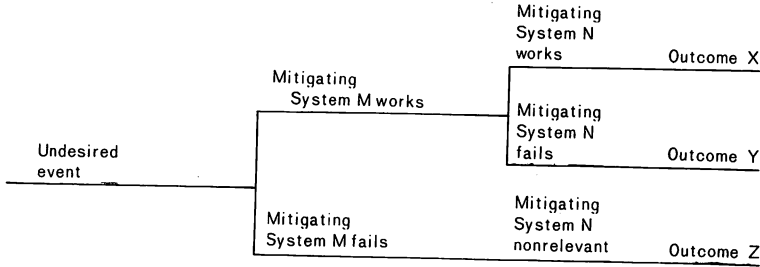 Mitigating
System N
works
Outcome X
Mitigating
System M works
Mitigating
System N
fails
Outcome Y
Undesired
event
Mitigating
System M fails
Mitigating
System N
nonrelevant
Outcome Z